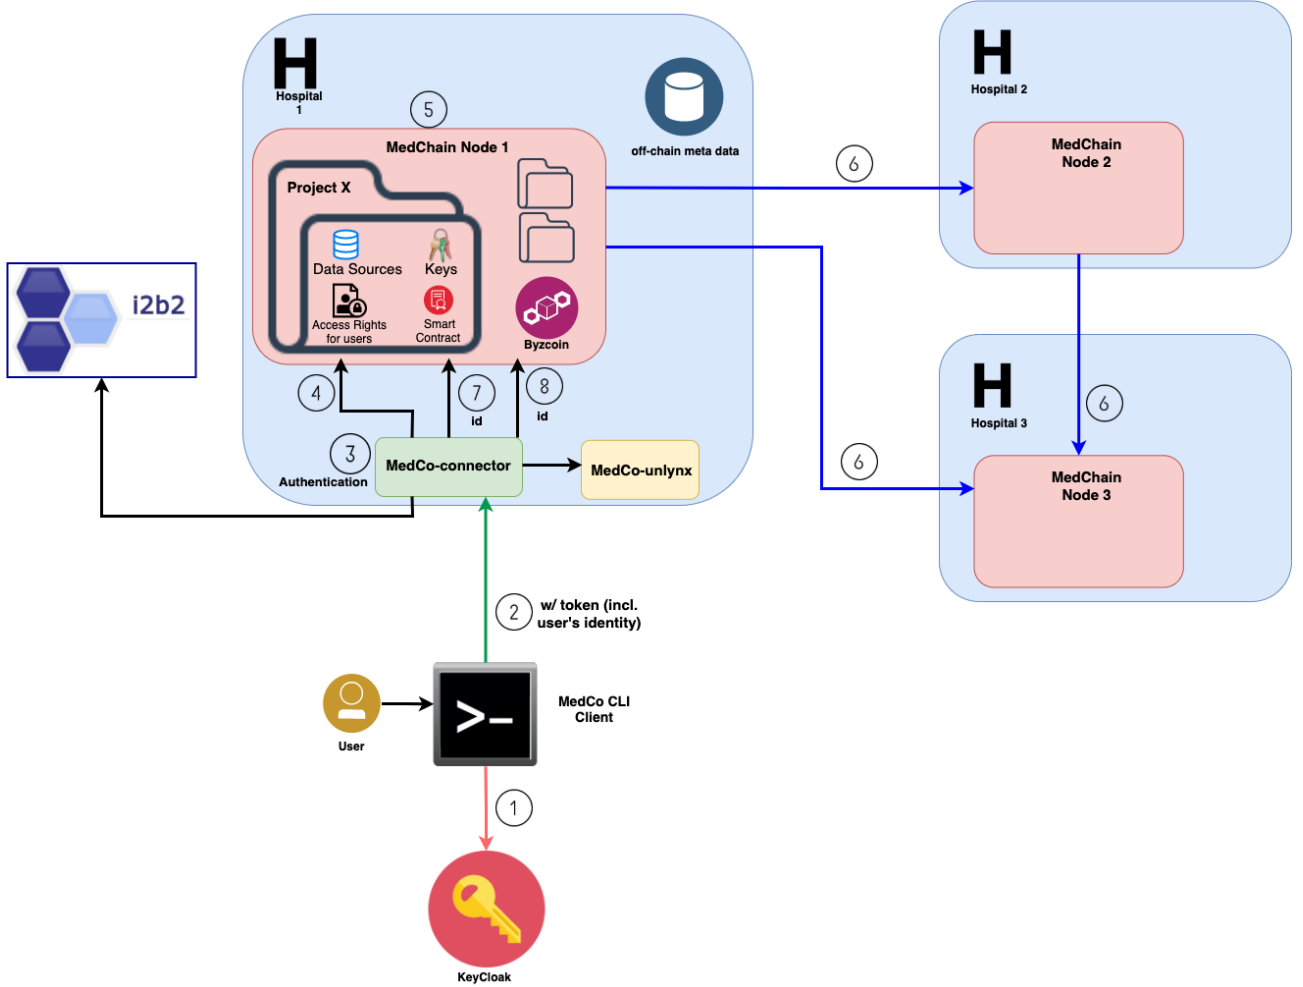 H
Hospital
1
5
MedChain Node 1
Project X
Data Sources
Keys
Access Rights
for users
Smart
Contract
Byzcoin
off-chain meta data
6
H
Hospital 2
MedChain
Node 2
6
6
H
Hospital 3
MedChain
Node 3
i2b2
4
7
id
8
id
3
Authentication
MedCo-connector
MedCo-unlynx
2
w/ token (incl.
user's identity)
>_
MedCo CLI
Client
User
1
KeyCloak